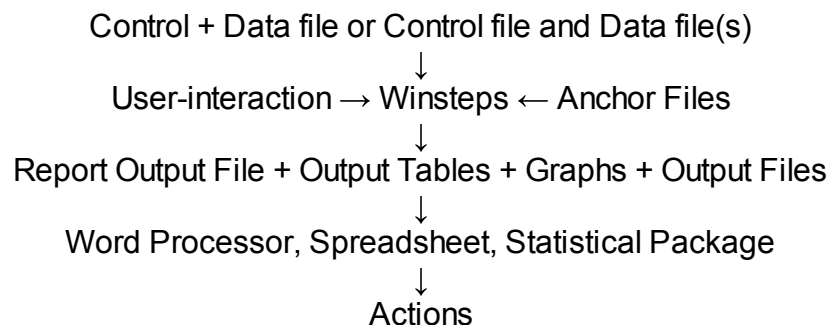 Control + Data file or Control file and Data file(s)
↓
User-interaction → Winsteps ← Anchor Files
↓
Report Output File + Output Tables + Graphs + Output Files
↓
Word Processor, Spreadsheet, Statistical Package
↓
Actions